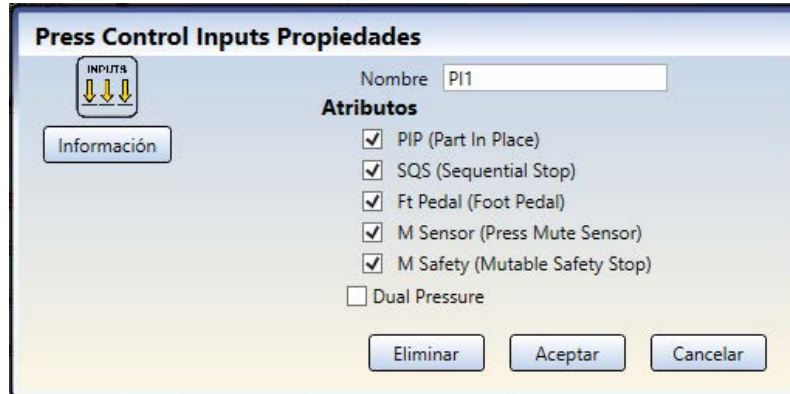 Press Control Inputs Propiedades
INPUTS
Nombre PI1
Atributos
Información
PIP (Part In Place)
SQS (Sequential Stop)
Ft Pedal (Foot Pedal)
M Sensor (Press Mute Sensor)
M Safety (Mutable Safety Stop)
Dual Pressure
Eliminar Aceptar Cancelar